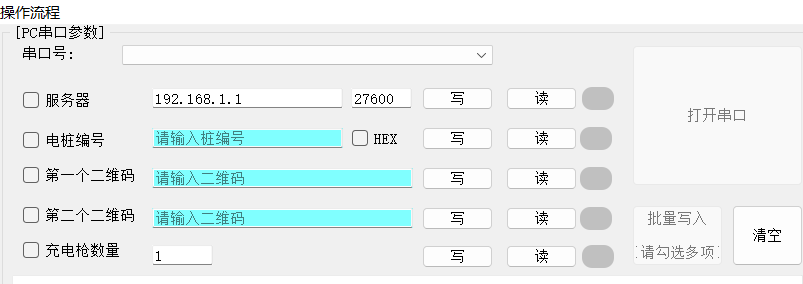 操作流程
[PC串口参数]
串口号:
服务器 192.168.1.1 27600 写 读
打开串口
电桩编号 请输入桩编号 HEX 写 读
第一个二维码 请输入二维码 写 读
第二个二维码 请输入二维码 写 读
批量写入
清空
充电枪数量 1 写 读
[请勾选多项]